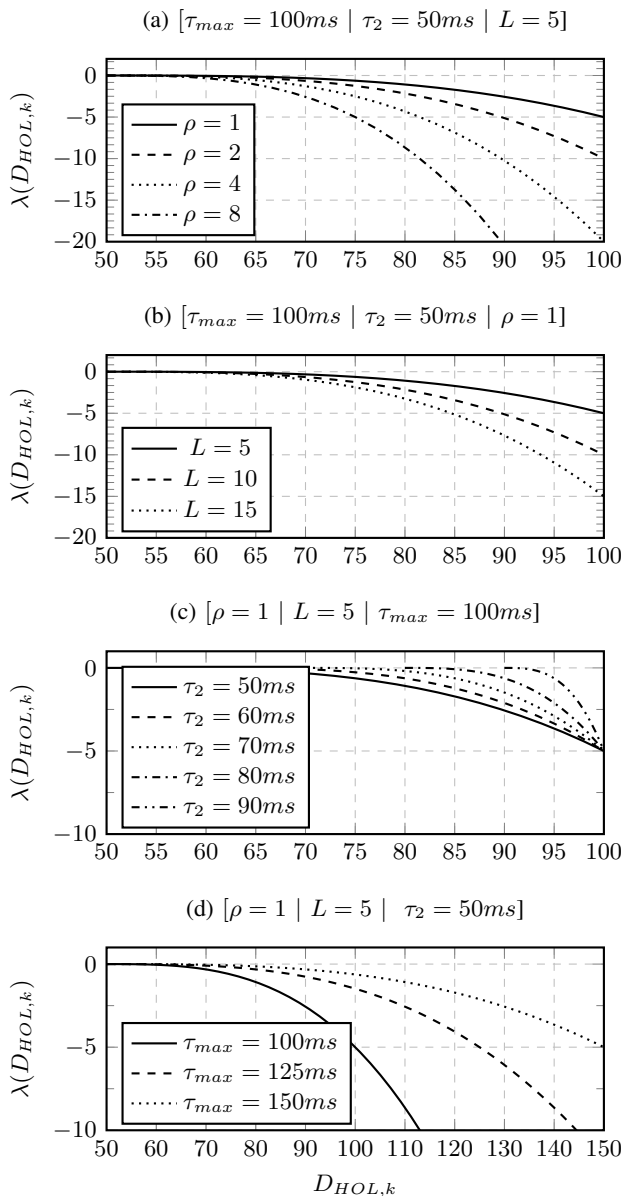 (a) [τmax = 100ms | τ2 = 50ms | L = 5]
0
−5
−10
−15
−20
λ(D_HOL,k)
ρ = 1
ρ = 2
ρ = 4
ρ = 8
50 55 60 65 70 75 80 85 90 95 100
(b) [τmax = 100ms | τ2 = 50ms | ρ = 1]
0
−5
−10
−15
−20
λ(D_HOL,k)
L = 5
L = 10
L = 15
50 55 60 65 70 75 80 85 90 95 100
(c) [ρ = 1 | L = 5 | τmax = 100ms]
0
−5
−10
λ(D_HOL,k)
τ2 = 50ms
τ2 = 60ms
τ2 = 70ms
τ2 = 80ms
τ2 = 90ms
50 55 60 65 70 75 80 85 90 95 100
(d) [ρ = 1 | L = 5 | τ2 = 50ms]
0
−5
−10
λ(D_HOL,k)
τmax = 100ms
τmax = 125ms
τmax = 150ms
50 60 70 80 90 100 110 120 130 140 150
D_HOL,k